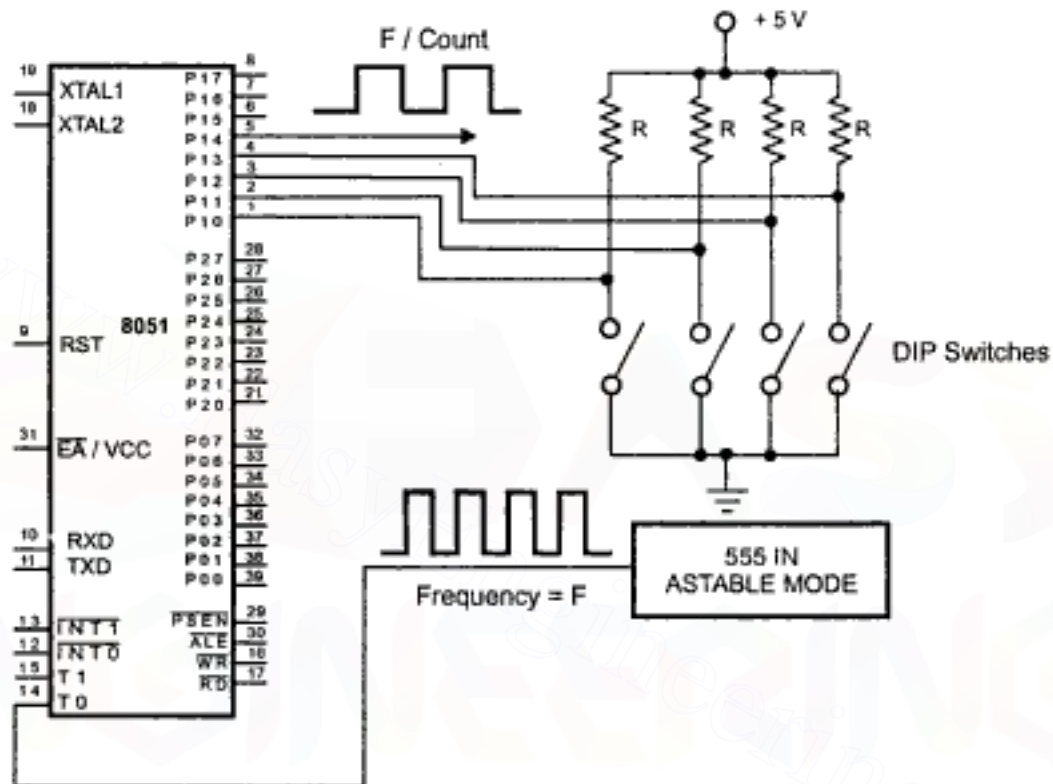 + 5 V
F / Count
19
XTAL1
18
XTAL2
9
RST
8051
31
EA / VCC
10
RXD
11
TXD
13
INT1
12
INT0
15
T1
14
T0
P17
8
P16
7
P15
6
P14
5
P13
4
P12
3
P11
2
P10
1
P27
28
P26
27
P25
26
P24
25
P23
24
P22
23
P21
22
P20
21
P07
32
P06
33
P05
34
P04
35
P03
36
P02
37
P01
38
P00
39
PSEN
29
ALE
30
WR
16
RD
17
R
R
R
R
DIP Switches
555 IN
ASTABLE MODE
Frequency = F